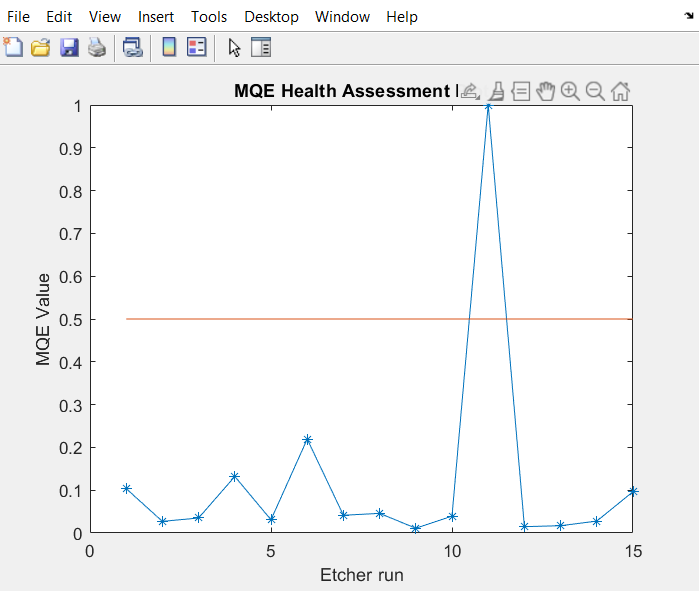 File Edit View Insert Tools Desktop Window Help
MQE Health Assessment
1
0.9
0.8
0.7
0.6
0.5
0.4
0.3
0.2
0.1
0
MQE Value
0 5 10 15
Etcher run